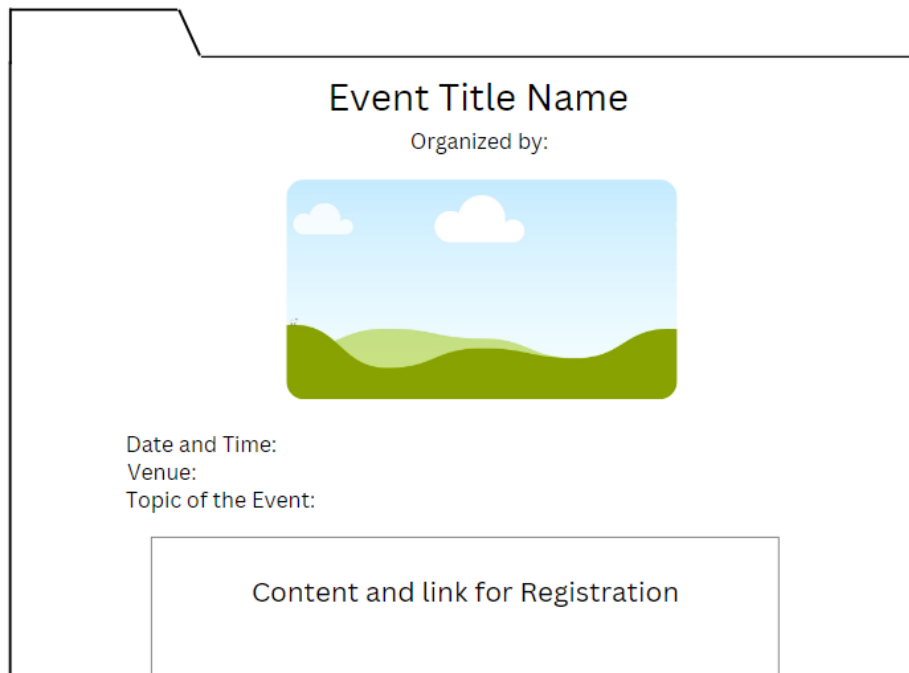 Event Title Name
Organized by:
Date and Time:
Venue:
Topic of the Event:
Content and link for Registration